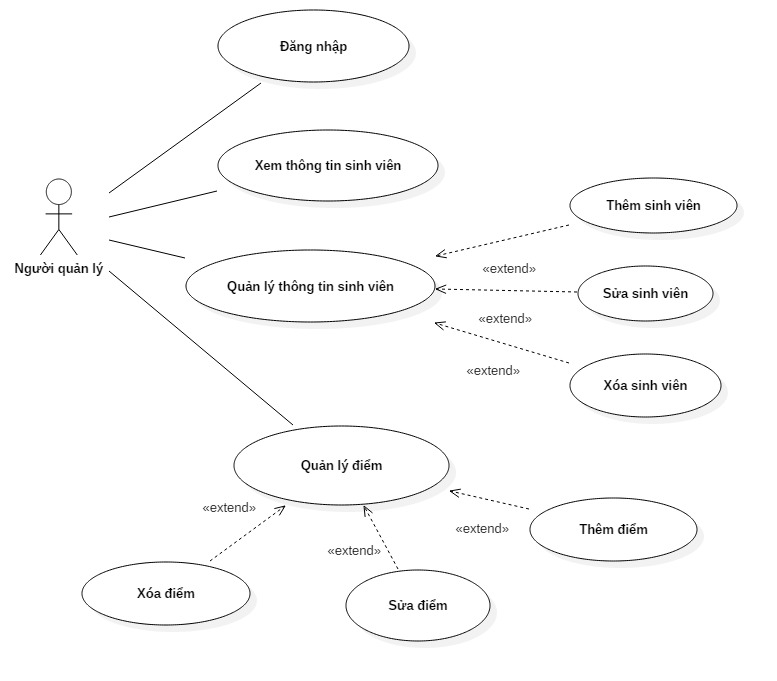 Đăng nhập
Xem thông tin sinh viên
Thêm sinh viên
Người quản lý
«extend»
Quản lý thông tin sinh viên
Sửa sinh viên
«extend»
«extend»
Xóa sinh viên
Quản lý điểm
«extend»
«extend»
Thêm điểm
«extend»
Xóa điểm
Sửa điểm